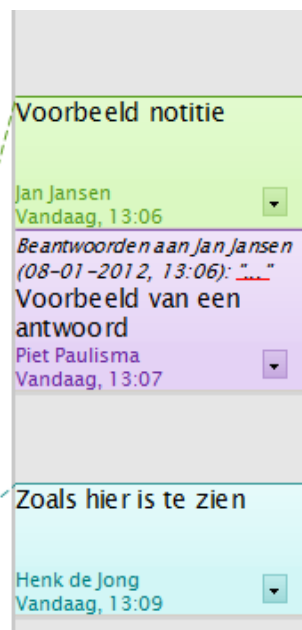 Voorbeeld notitie
Jan Jansen
Vandaag, 13:06
Beantwoorden aan Jan Jansen
(08-01-2012, 13:06): "..."
Voorbeeld van een
antwoord
Piet Paulisma
Vandaag, 13:07
Zoals hier is te zien
Henk de Jong
Vandaag, 13:09